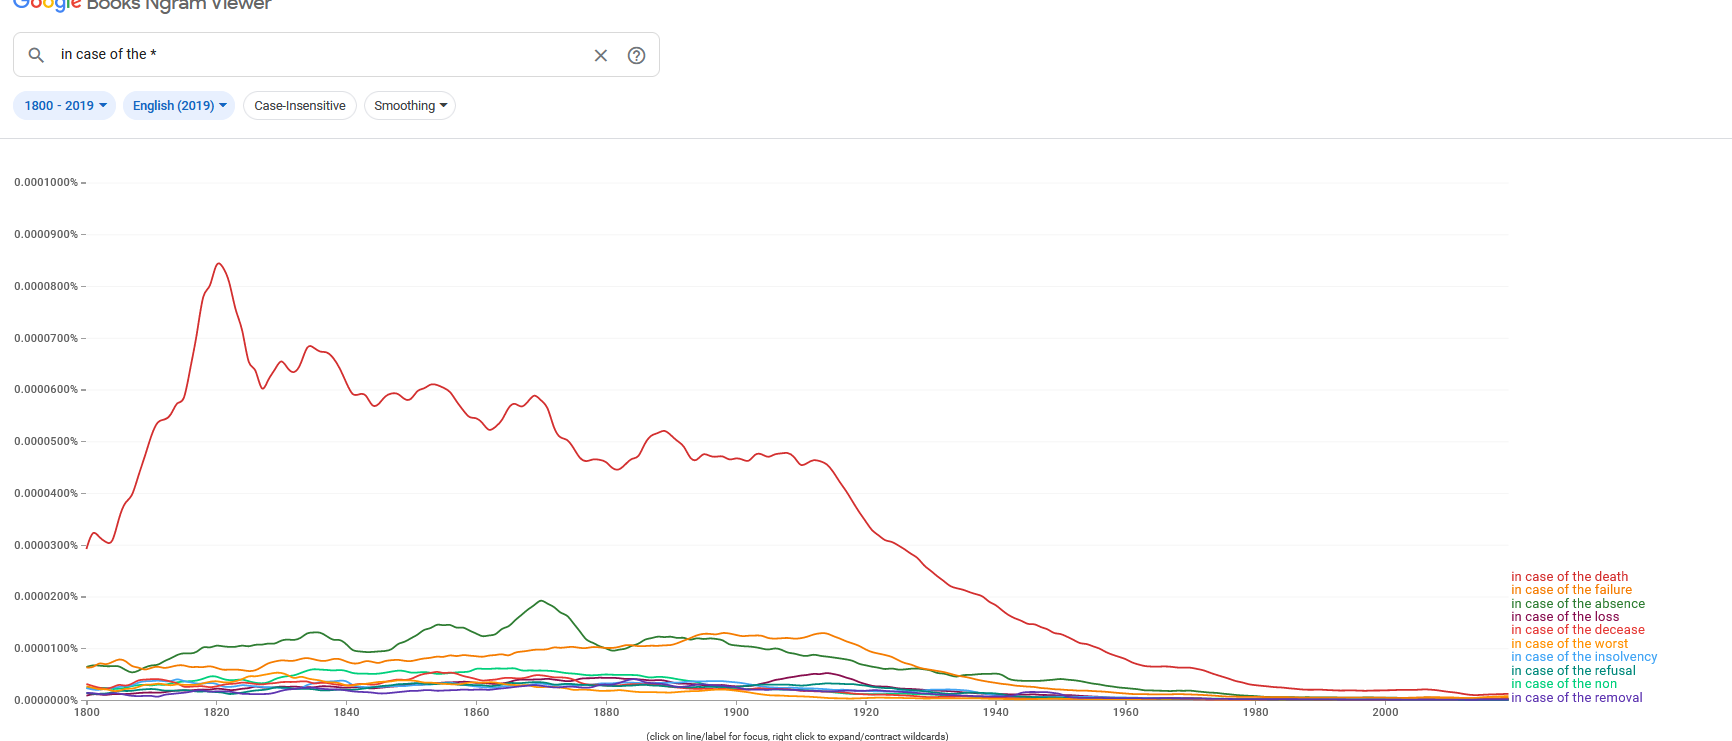 Google Books Ngram Viewer
in case of the *
1800 - 2019 English (2019) Case-Insensitive Smoothing
0.0001000%
0.0000900%
0.0000800%
0.0000700%
0.0000600%
0.0000500%
0.0000400%
0.0000300%
0.0000200%
0.0000100%
0.0000000%
1800 1820 1840 1860 1880 1900 1920 1940 1960 1980 2000
in case of the death
in case of the failure
in case of the absence
in case of the loss
in case of the decease
in case of the worst
in case of the insolvency
in case of the refusal
in case of the non
in case of the removal
(click on line/label for focus, right click to expand/contract wildcards)